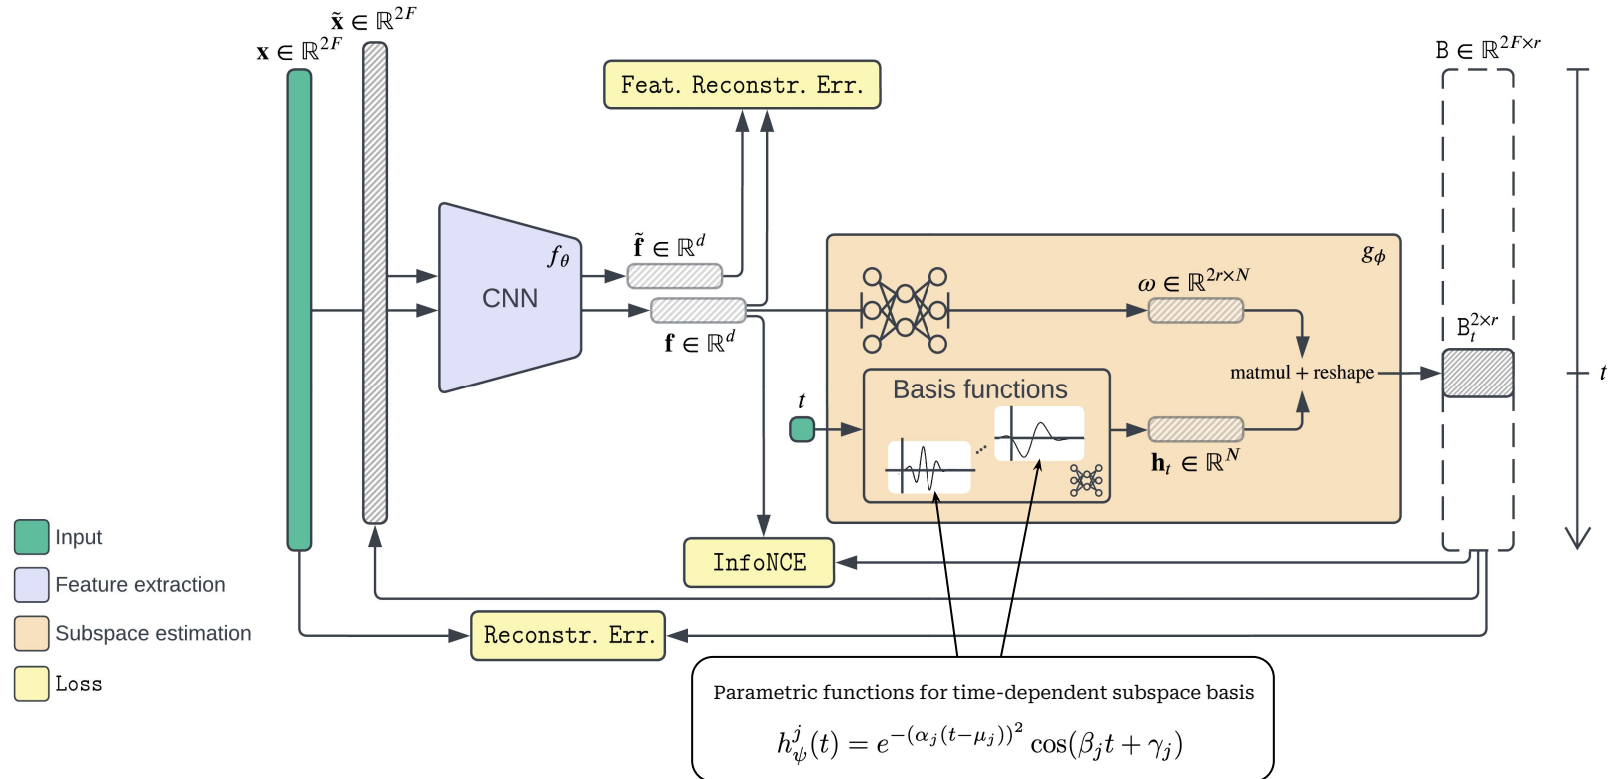 x̃ ∈ ℝ^{2F}
x ∈ ℝ^{2F}
B ∈ ℝ^{2F×r}
Feat. Reconstr. Err.
f_θ
CNN
f̃ ∈ ℝ^d
f ∈ ℝ^d
g_ϕ
ω ∈ ℝ^{2r×N}
B_t^{2×r}
matmul + reshape
t
t
Basis functions
h_t ∈ ℝ^N
InfoNCE
Reconstr. Err.
Input
Feature extraction
Subspace estimation
Loss
Parametric functions for time-dependent subspace basis
h_ψ^j(t) = e^{−(α_j(t−μ_j))^2} cos(β_j t + γ_j)